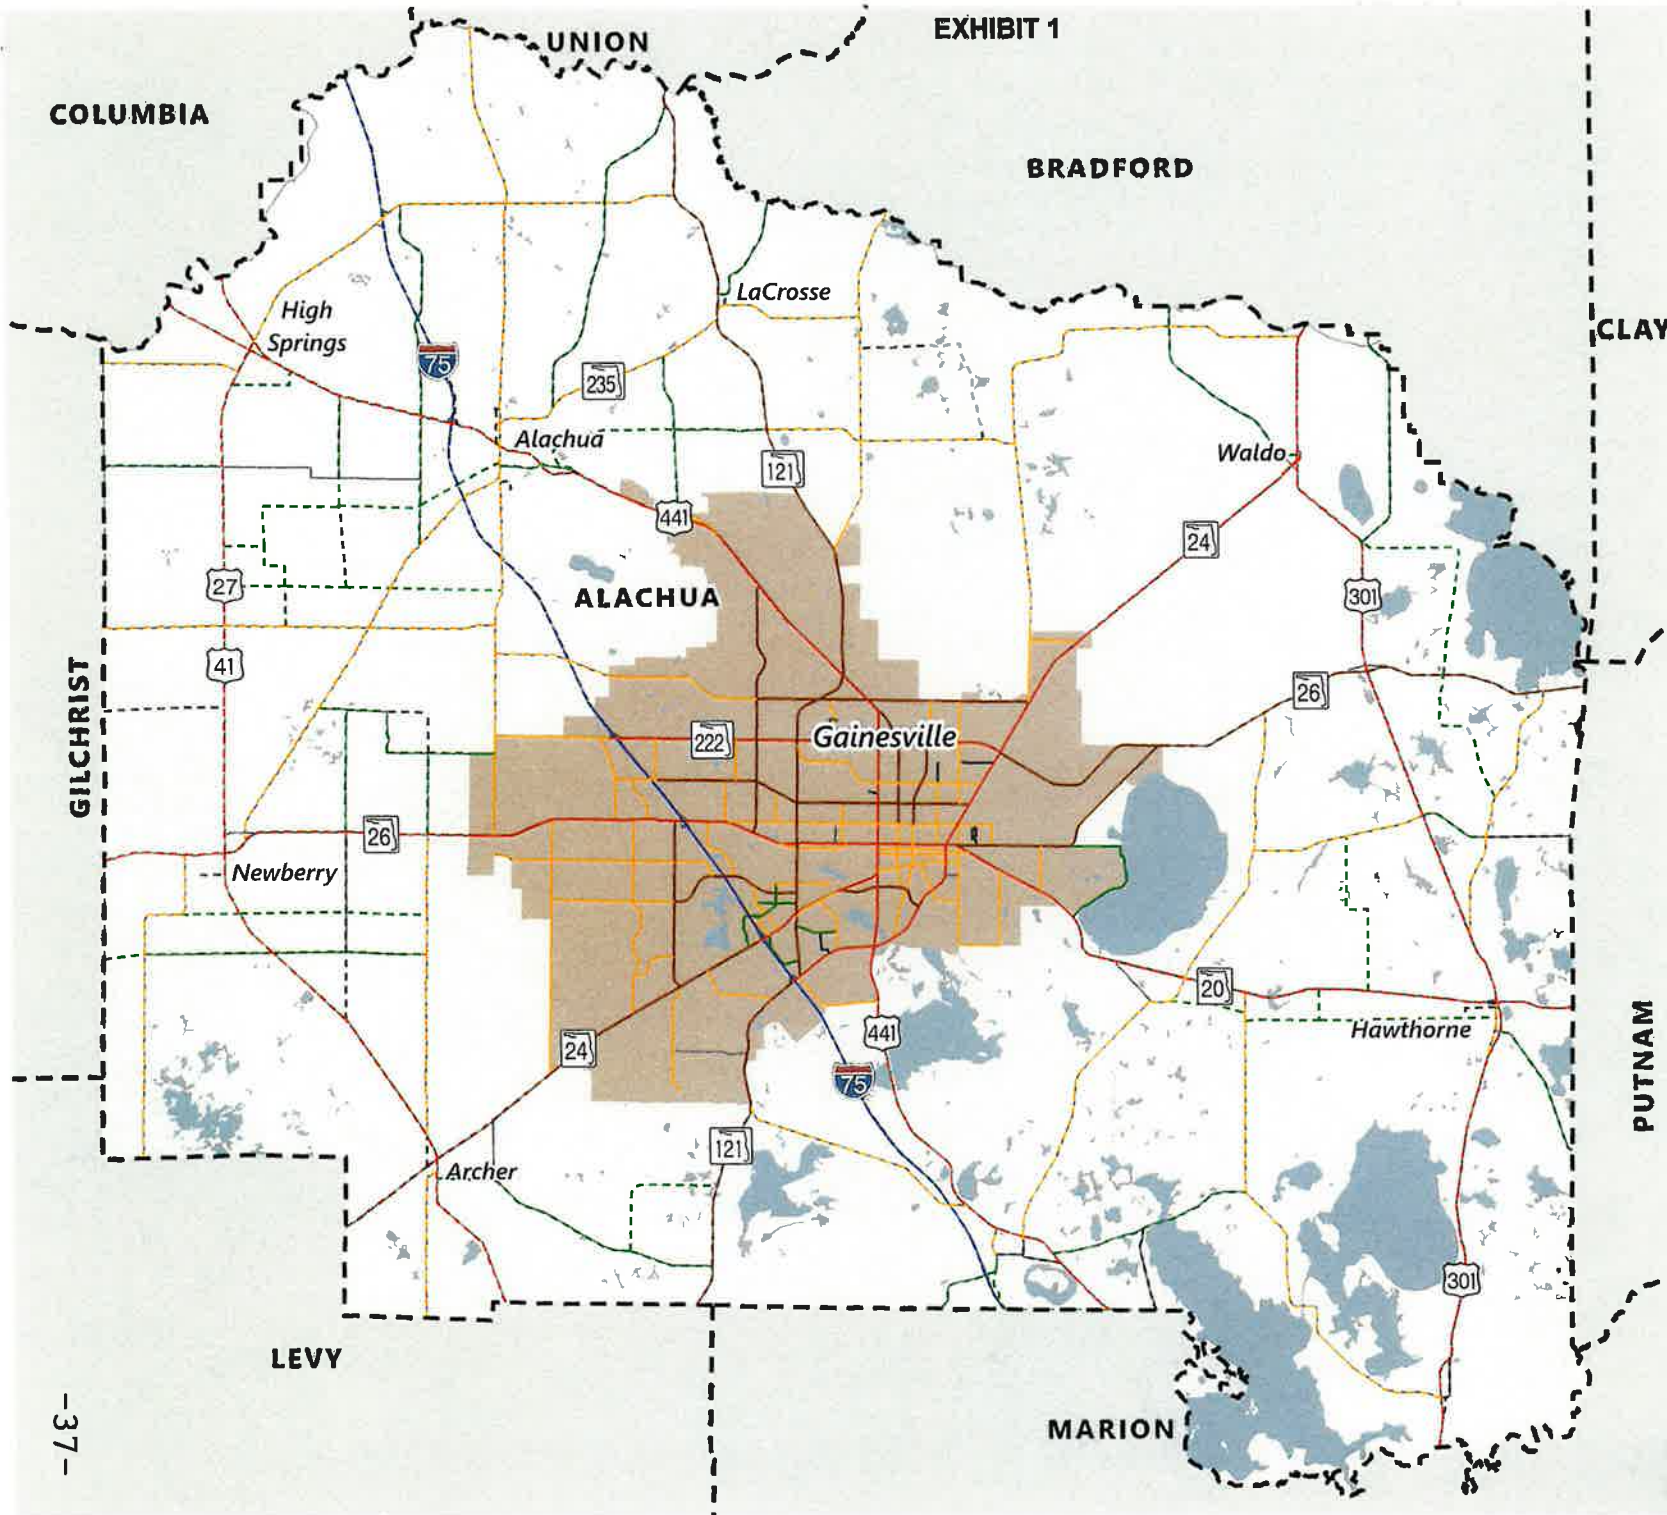 EXHIBIT 1
UNION
COLUMBIA
BRADFORD
LaCrosse
High
Springs
CLAY
75
235
Alachua
Waldo
121
441
24
27
ALACHUA
301
41
GILCHRIST
26
222
Gainesville
26
Newberry
20
Hawthorne
PUTNAM
441
24
75
121
Archer
301
LEVY
MARION
-37-